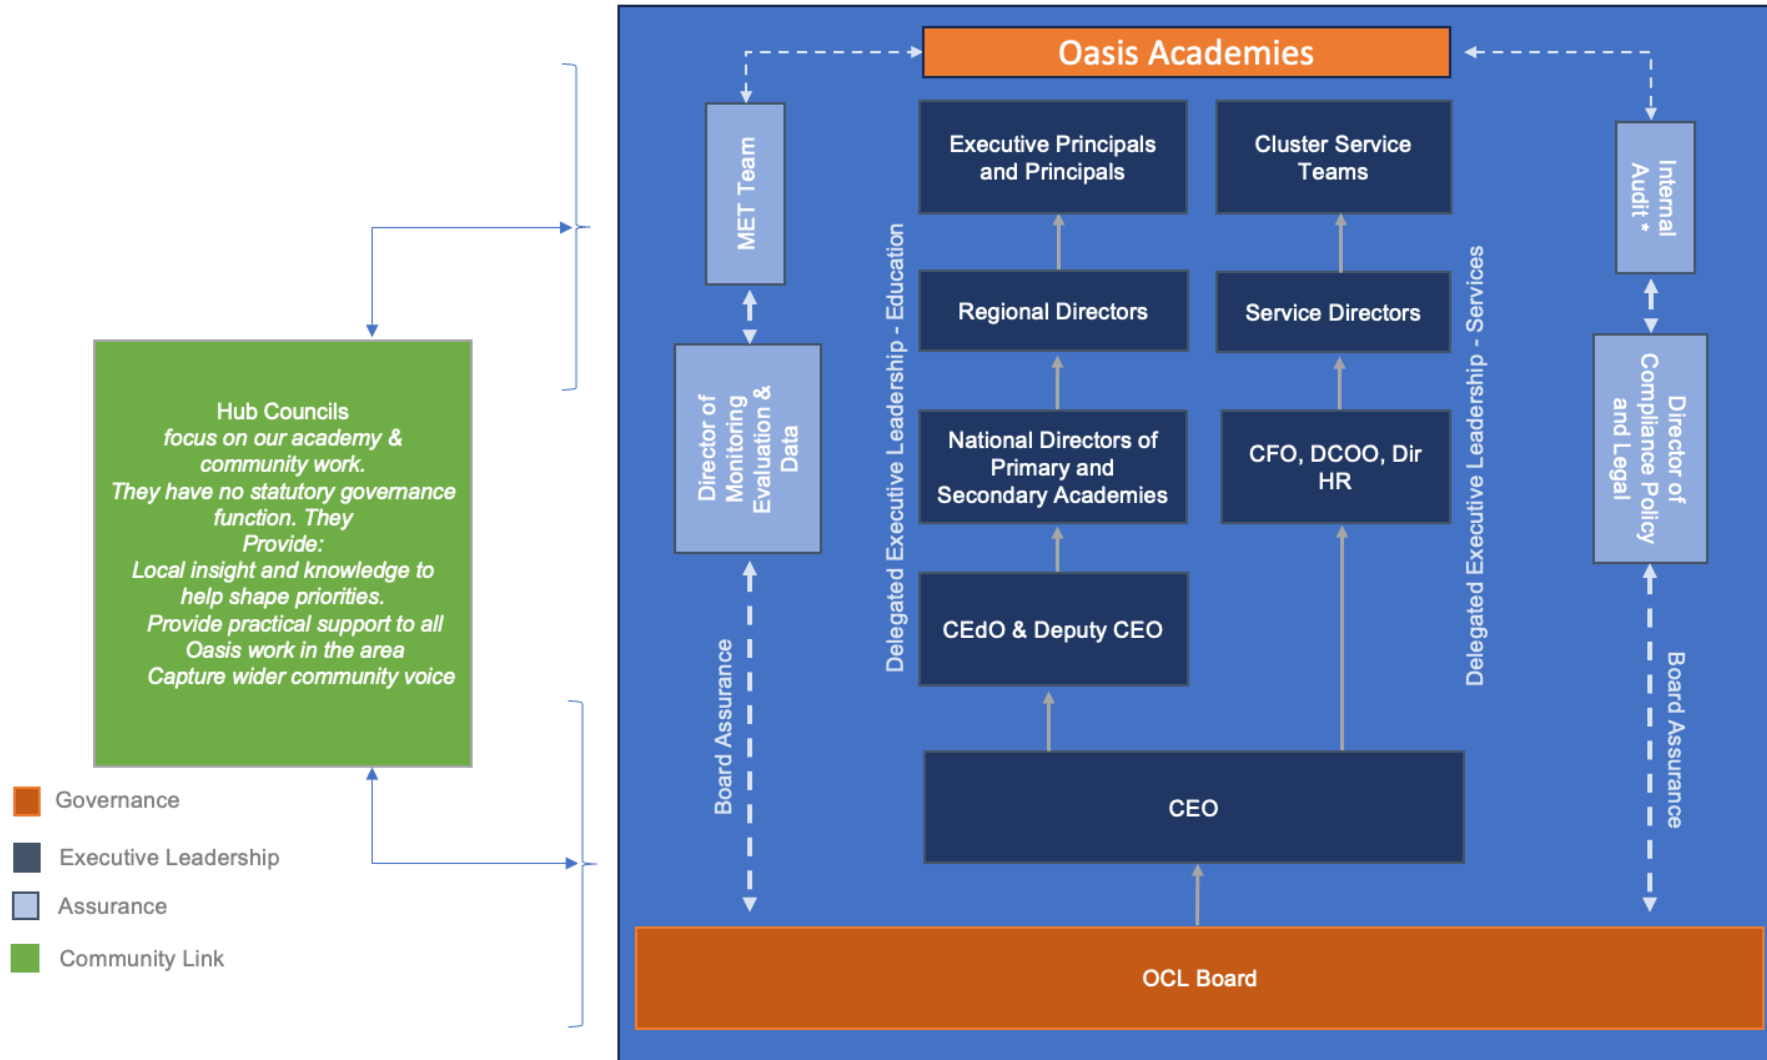 Oasis Academies
MET Team
Executive Principals
and Principals
Cluster Service
Teams
Internal
Audit *
Regional Directors
Service Directors
Director of
Monitoring
Evaluation &
Data
National Directors of
Primary and
Secondary Academies
CFO, DCOO, Dir
HR
Director of
Compliance Policy
and Legal
Delegated Executive Leadership - Education
Delegated Executive Leadership - Services
CEdO & Deputy CEO
Board Assurance
Board Assurance
CEO
OCL Board
Hub Councils
focus on our academy &
community work.
They have no statutory governance
function. They
Provide:
Local insight and knowledge to
help shape priorities.
Provide practical support to all
Oasis work in the area
Capture wider community voice
Governance
Executive Leadership
Assurance
Community Link